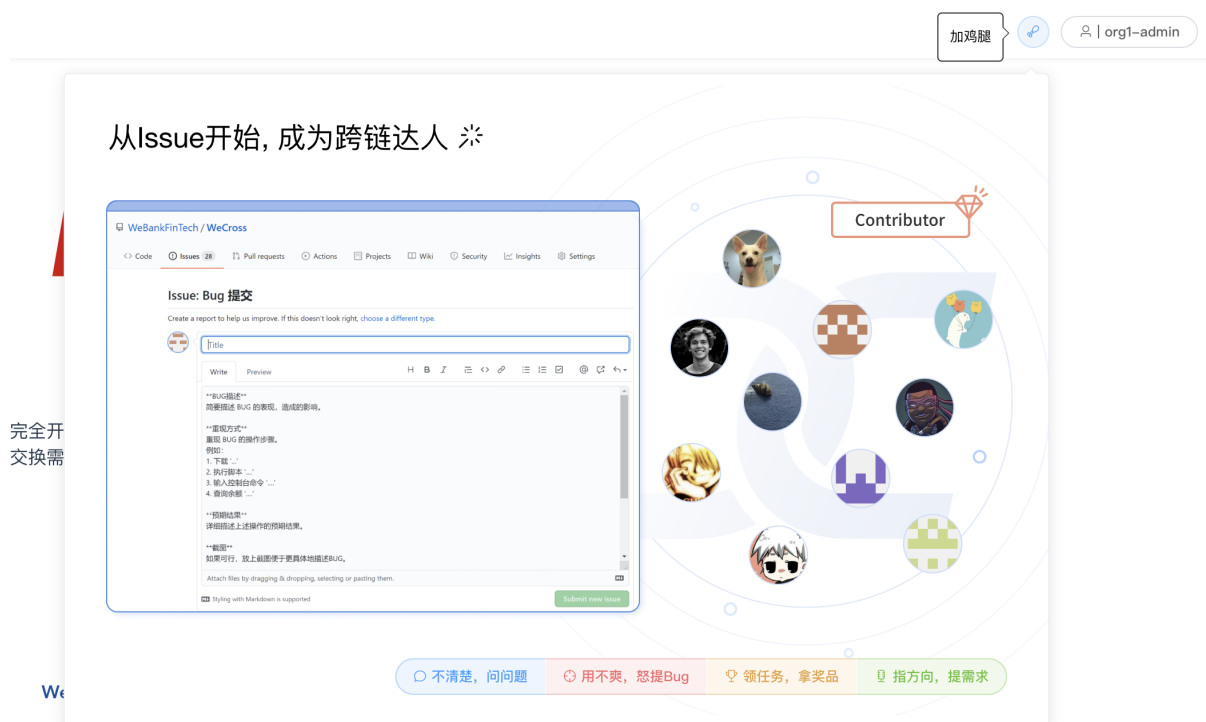 加鸡腿
| org1-admin
从Issue开始, 成为跨链达人
WeBankFinTech / WeCross
Code Issues 28 Pull requests Actions Projects Wiki Security Insights Settings
Issue: Bug 提交
Create a report to help us improve. If this doesn't look right, choose a different type.
Title
Write Preview
**BUG描述**
简要描述 BUG 的表现，造成的影响。
**重现方式**
重现 BUG 的操作步骤。
例如：
1. 下载 '...'
2. 执行脚本 '....'
3. 输入控制台命令 '....'
4. 查询余额 '....'
**预期结果**
详细描述上述操作的预期结果。
**截图**
如果可行，放上截图便于更具体地描述BUG。
Attach files by dragging & dropping, selecting or pasting them.
Styling with Markdown is supported
Submit new issue
Contributor
完全开
交换需
We
不清楚，问问题
用不爽，怒提Bug
领任务，拿奖品
指方向，提需求